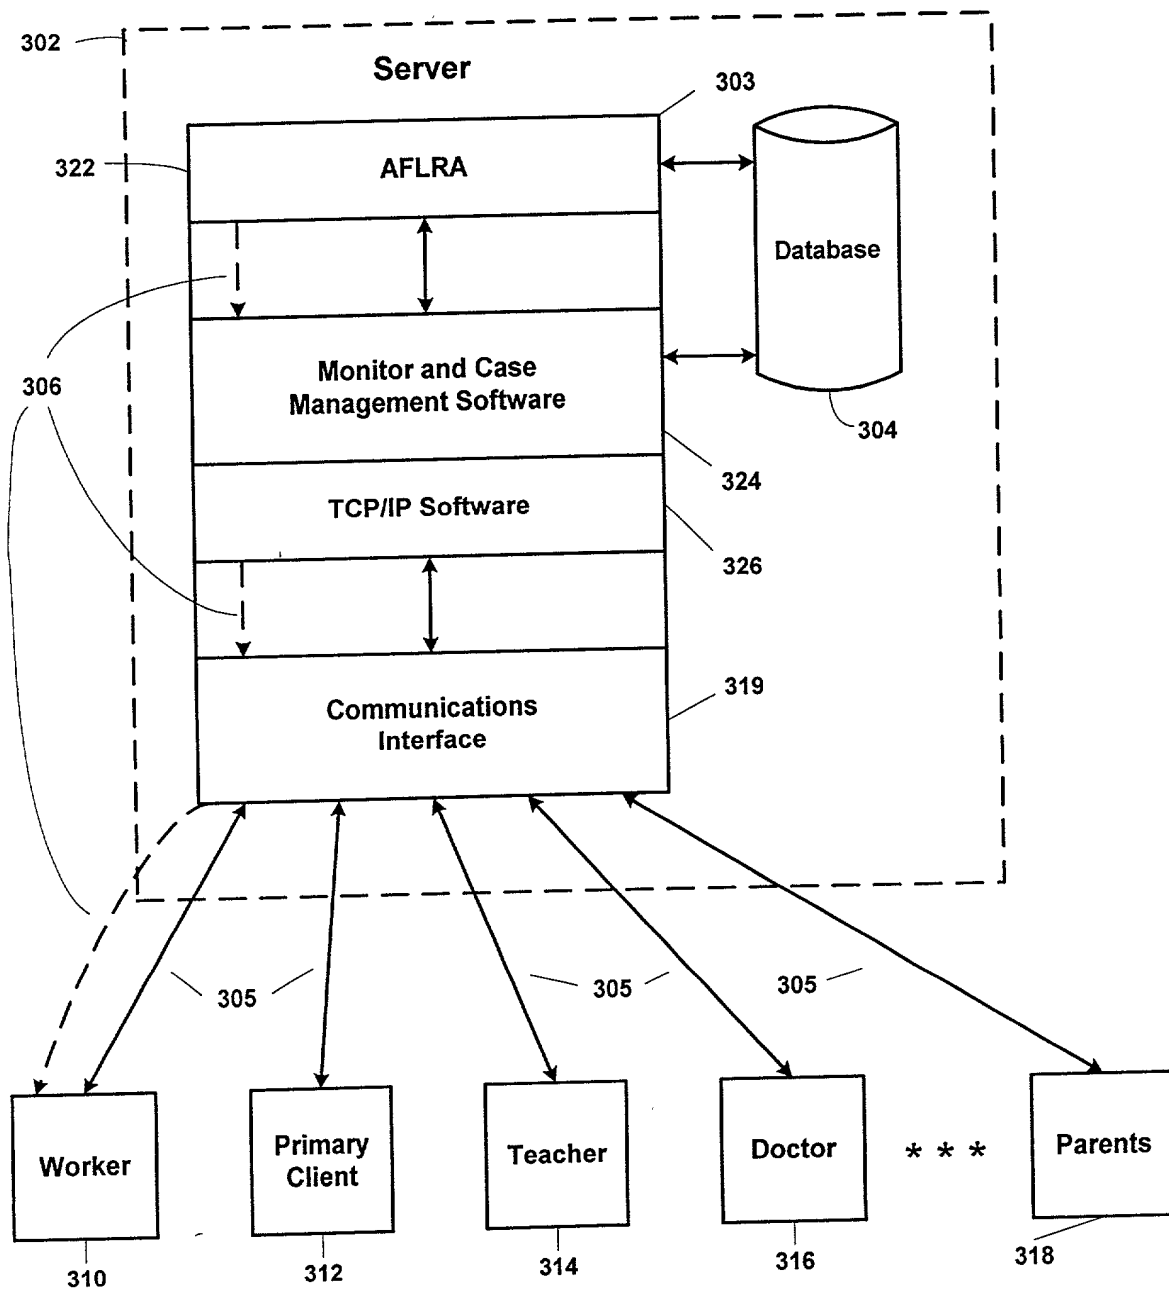 302
Server
303
322
AFLRA
Database
306
Monitor and Case
Management Software
304
324
TCP/IP Software
326
319
Communications
Interface
305
305
305
Worker
Primary
Client
Teacher
Doctor
* * *
Parents
310
312
314
316
318